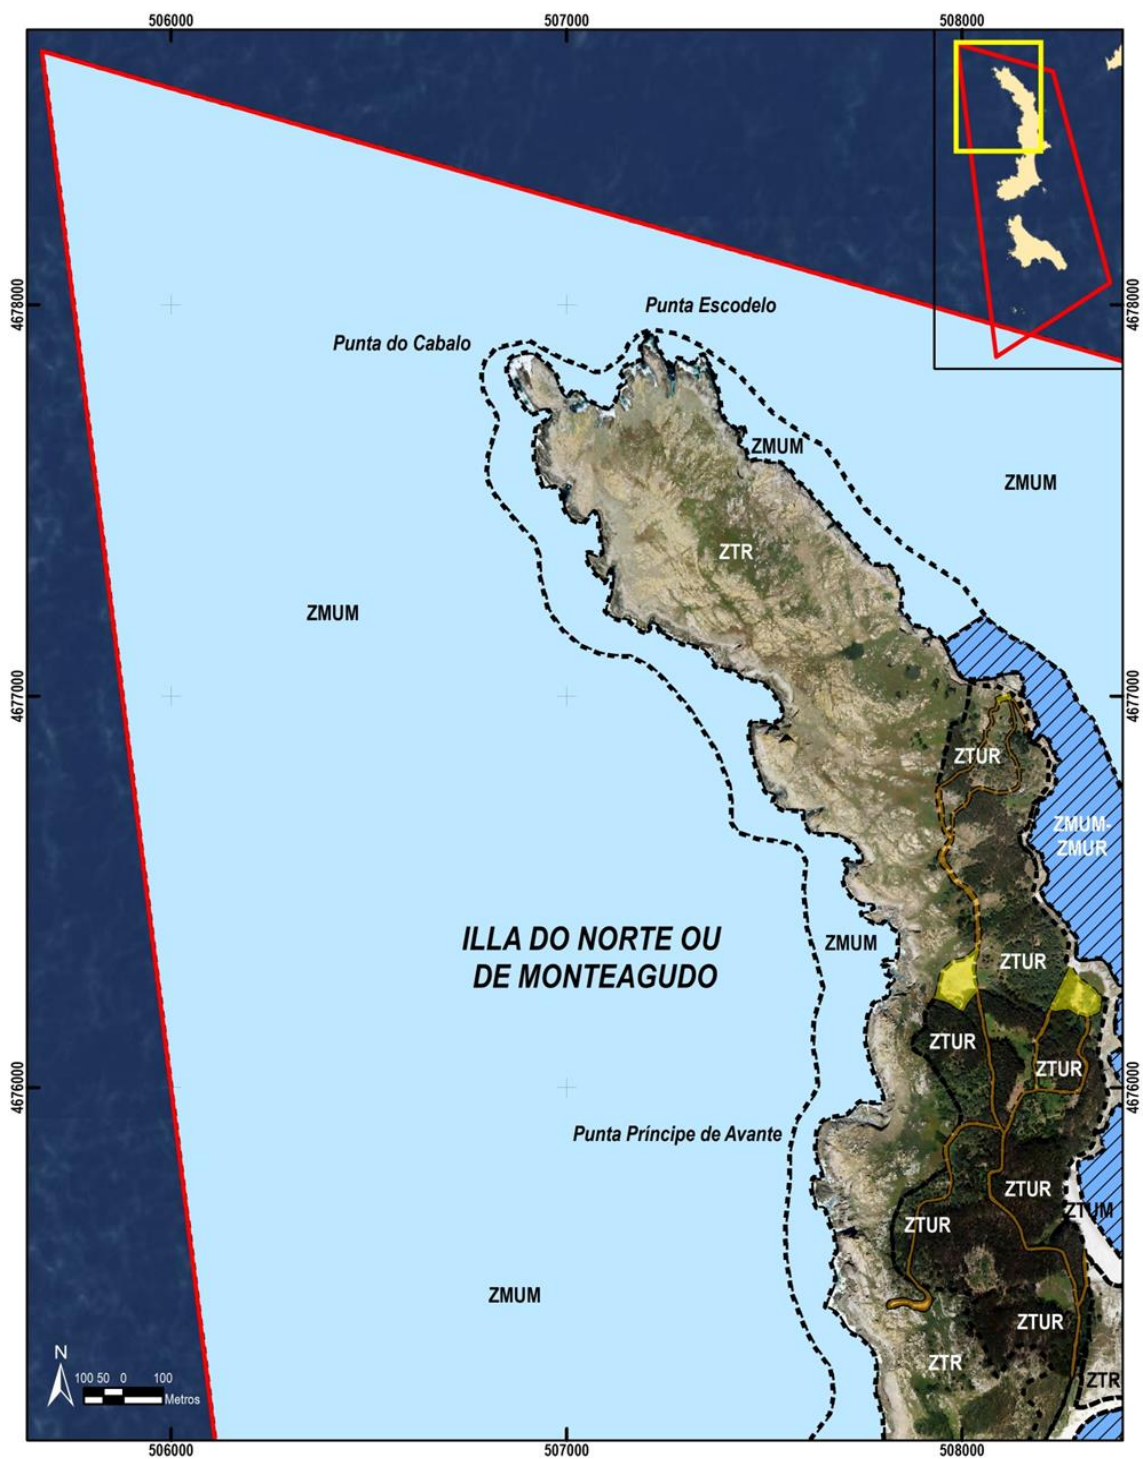 506000
507000
508000
4678000
4678000
Punta Escodelo
Punta do Cabalo
ZMUM
ZMUM
ZTR
ZMUM
4677000
4677000
ZTUR
ZMUM-
ZMUR
ILLA DO NORTE OU
DE MONTEAGUDO
ZMUM
ZTUR
ZTUR
ZTUR
4676000
4676000
Punta Príncipe de Avante
ZTUR
ZTUM
ZTUR
ZMUM
ZTUR
ZTR
ZTR
N
100 50 0 100
Metros
506000
507000
508000